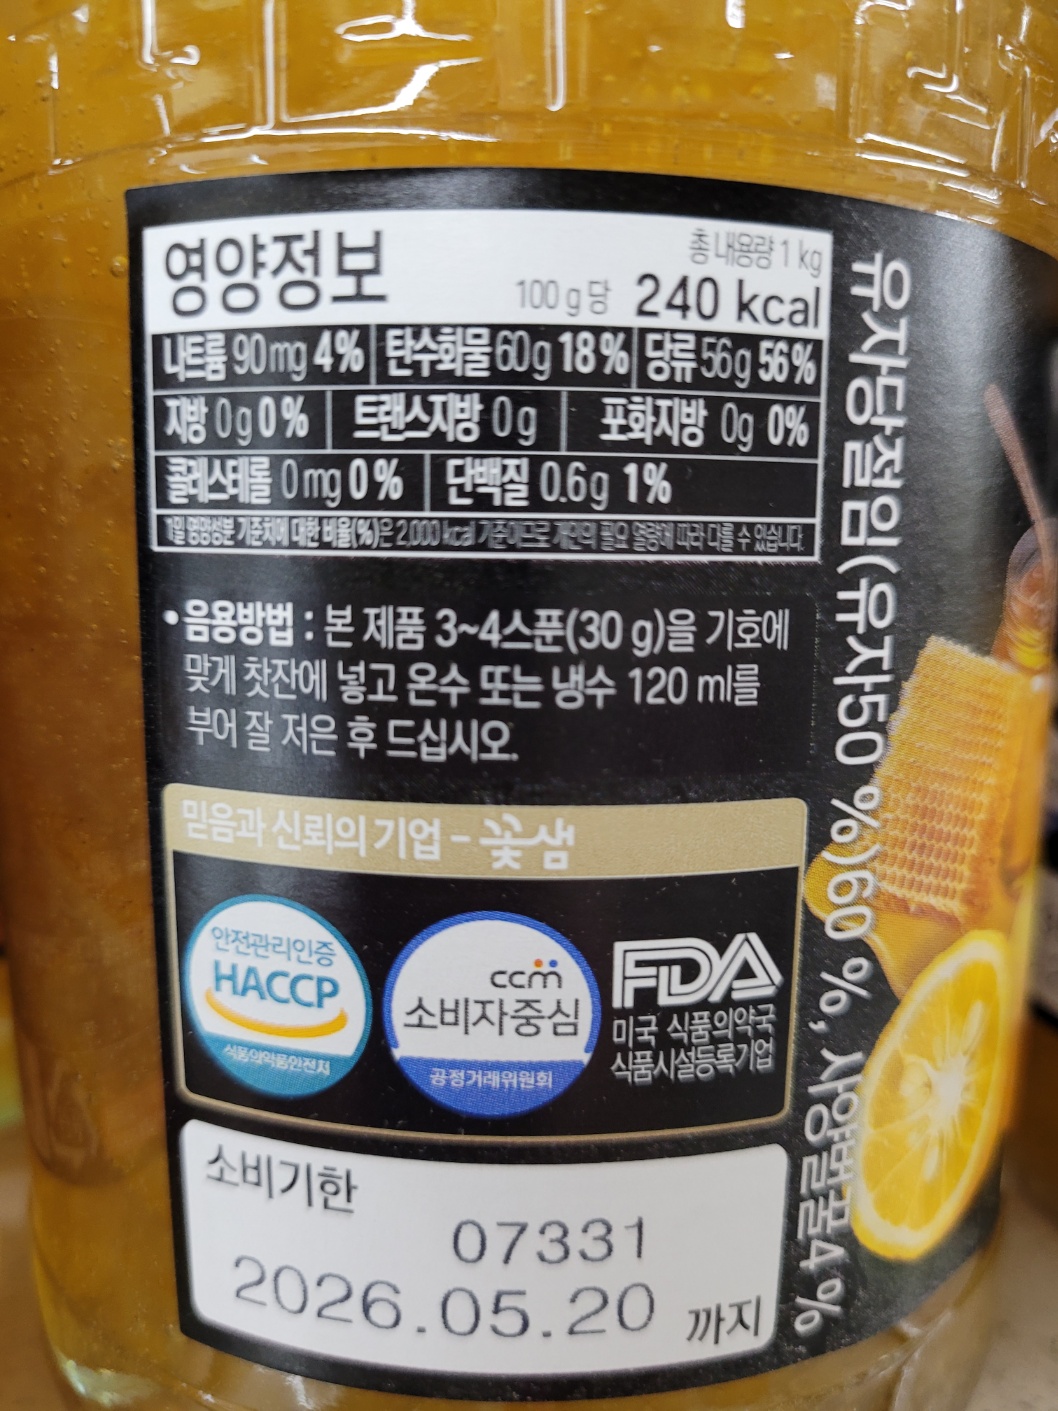 영양정보
총 내용량 1 kg
100 g 당 240 kcal
나트륨 90 mg 4% 탄수화물 60 g 18% 당류 56 g 56%
지방 0 g 0% 트랜스지방 0 g 포화지방 0g 0%
콜레스테롤 0 mg 0% 단백질 0.6 g 1%
1일 영양성분 기준치에 대한 비율(%)은 2,000 kcal 기준이므로 개인의 필요 열량에 따라 다를 수 있습니다.
• 음용방법 : 본 제품 3~4스푼(30 g)을 기호에
맞게 찻잔에 넣고 온수 또는 냉수 120 ml를
부어 잘 저은 후 드십시오.
믿음과 신뢰의 기업 - 꽃샘
안전관리인증
HACCP
식품의약품안전처
ccm
소비자중심
공정거래위원회
FDA
미국 식품의약국
식품시설등록기업
소비기한
07331
2026.05.20 까지
유자당절임(유자50 %)60 %, 사양벌꿀4 %